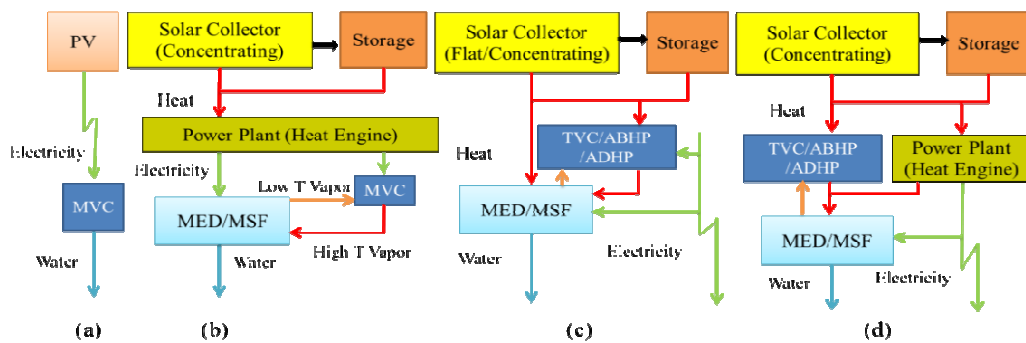 PV
Electricity
MVC
Water
(a)
Solar Collector
(Concentrating)
Storage
Heat
Power Plant (Heat Engine)
Electricity
Low T Vapor
MVC
MED/MSF
High T Vapor
Water
(b)
Solar Collector
(Flat/Concentrating)
Storage
Heat
TVC/ABHP
/ADHP
MED/MSF
Water
Electricity
(c)
Solar Collector
(Concentrating)
Storage
Heat
TVC/ABHP
/ADHP
Power Plant
(Heat Engine)
MED/MSF
Water
Electricity
(d)